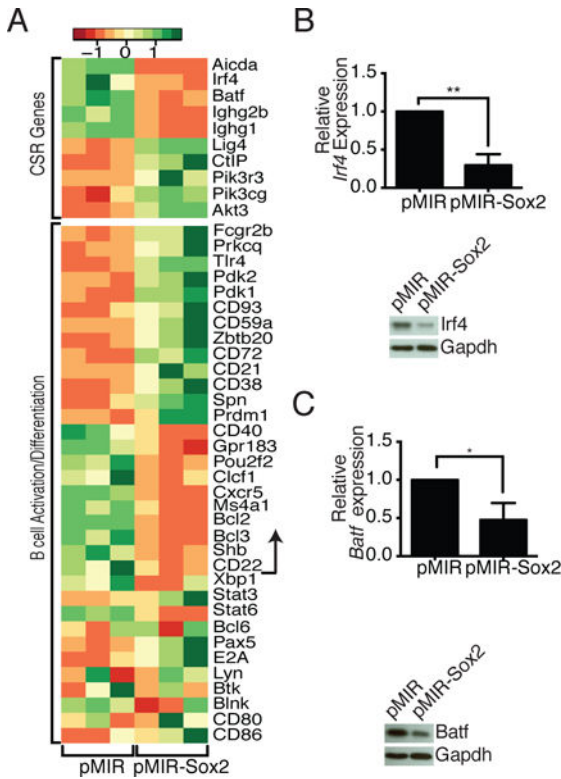 A
-1 0 1
CSR Genes
Aicda
Irf4
Batf
Ighg2b
Ighg1
Lig4
CtIP
Pik3r3
Pik3cg
Akt3
B cell Activation/Differentiation
Fcgr2b
Prkcq
Tlr4
Pdk2
Pdk1
CD93
CD59a
Zbtb20
CD72
CD21
CD38
Spn
Prdm1
CD40
Gpr183
Pou2f2
Clcf1
Cxcr5
Ms4a1
Bcl2
Bcl3
Shb
CD22
Xbp1
Stat3
Stat6
Bcl6
Pax5
E2A
Lyn
Btk
Blnk
CD80
CD86
pMIR pMIR-Sox2
B
Relative
Irf4 Expression
1.5
1.0
0.5
0.0
**
pMIR pMIR-Sox2
pMIR
pMIR-Sox2
Irf4
Gapdh
C
Relative
Batf expression
1.5
1.0
0.5
0.0
*
pMIR pMIR-Sox2
pMIR
pMIR-Sox2
Batf
Gapdh